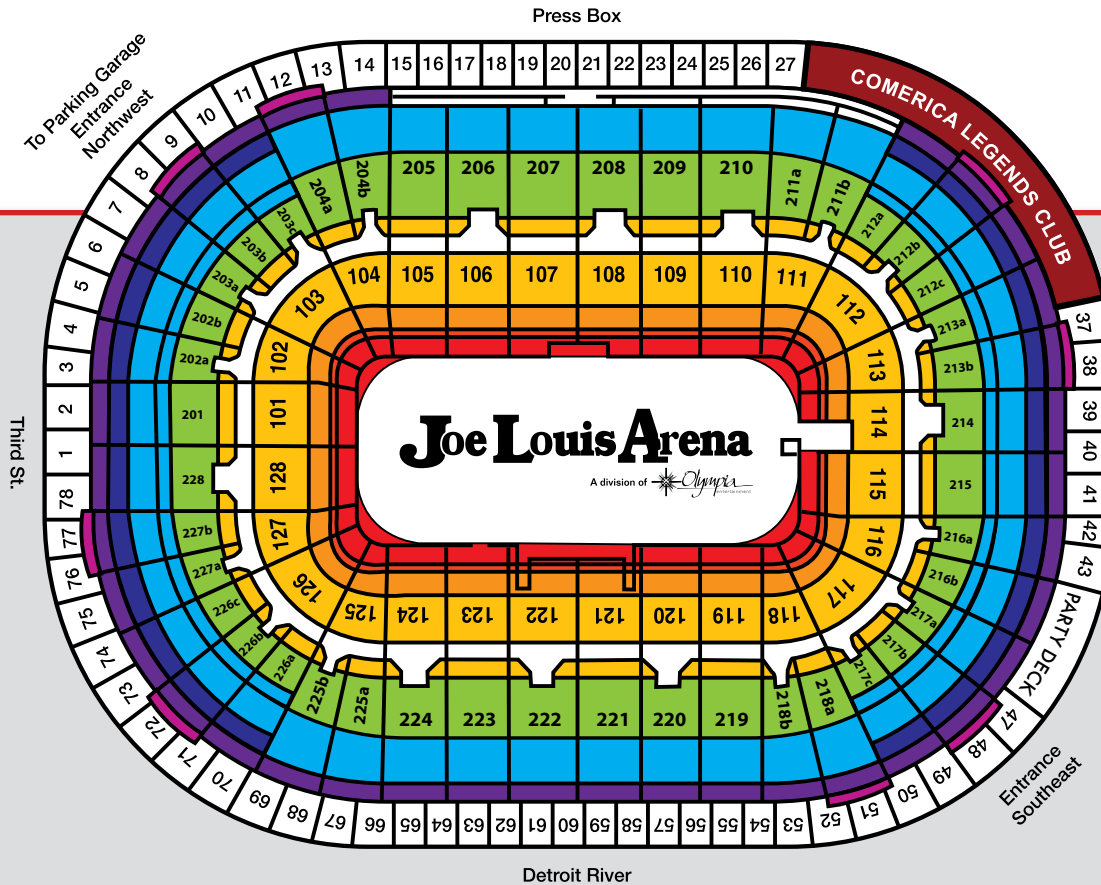 Press Box
To Parking Garage
Entrance
Northwest
12 13 14 15 16 17 18 19 20 21 22 23 24 25 26 27
COMERICA LEGENDS CLUB
11
10
9
8
7
6
5
4
3
2
1
78
77
76
75
74
73
72
71
70
69
68 67 66 65 64 63 62 61 60 59 58 57 56 55 54 53 52 51 50 49 48 47
PARTY DECK
43
42
41
40
39
38
37
Third St.
204a 204b 205 206 207 208 209 210 211a 211b
203c
203b
203a
202b
202a
201
228
227b
227a
226c
226b
226a
212a
212b
212c
213a
213b
214
215
216a
216b
217a
217b
217c
225b 225a 224 223 222 221 220 219 218b 218a
103 104 105 106 107 108 109 110 111 112
102
101
128
127
113
114
115
116
126 125 124 123 122 121 120 119 118 117
Joe Louis Arena
A division of Olympia
Entrance
Southeast
Detroit River